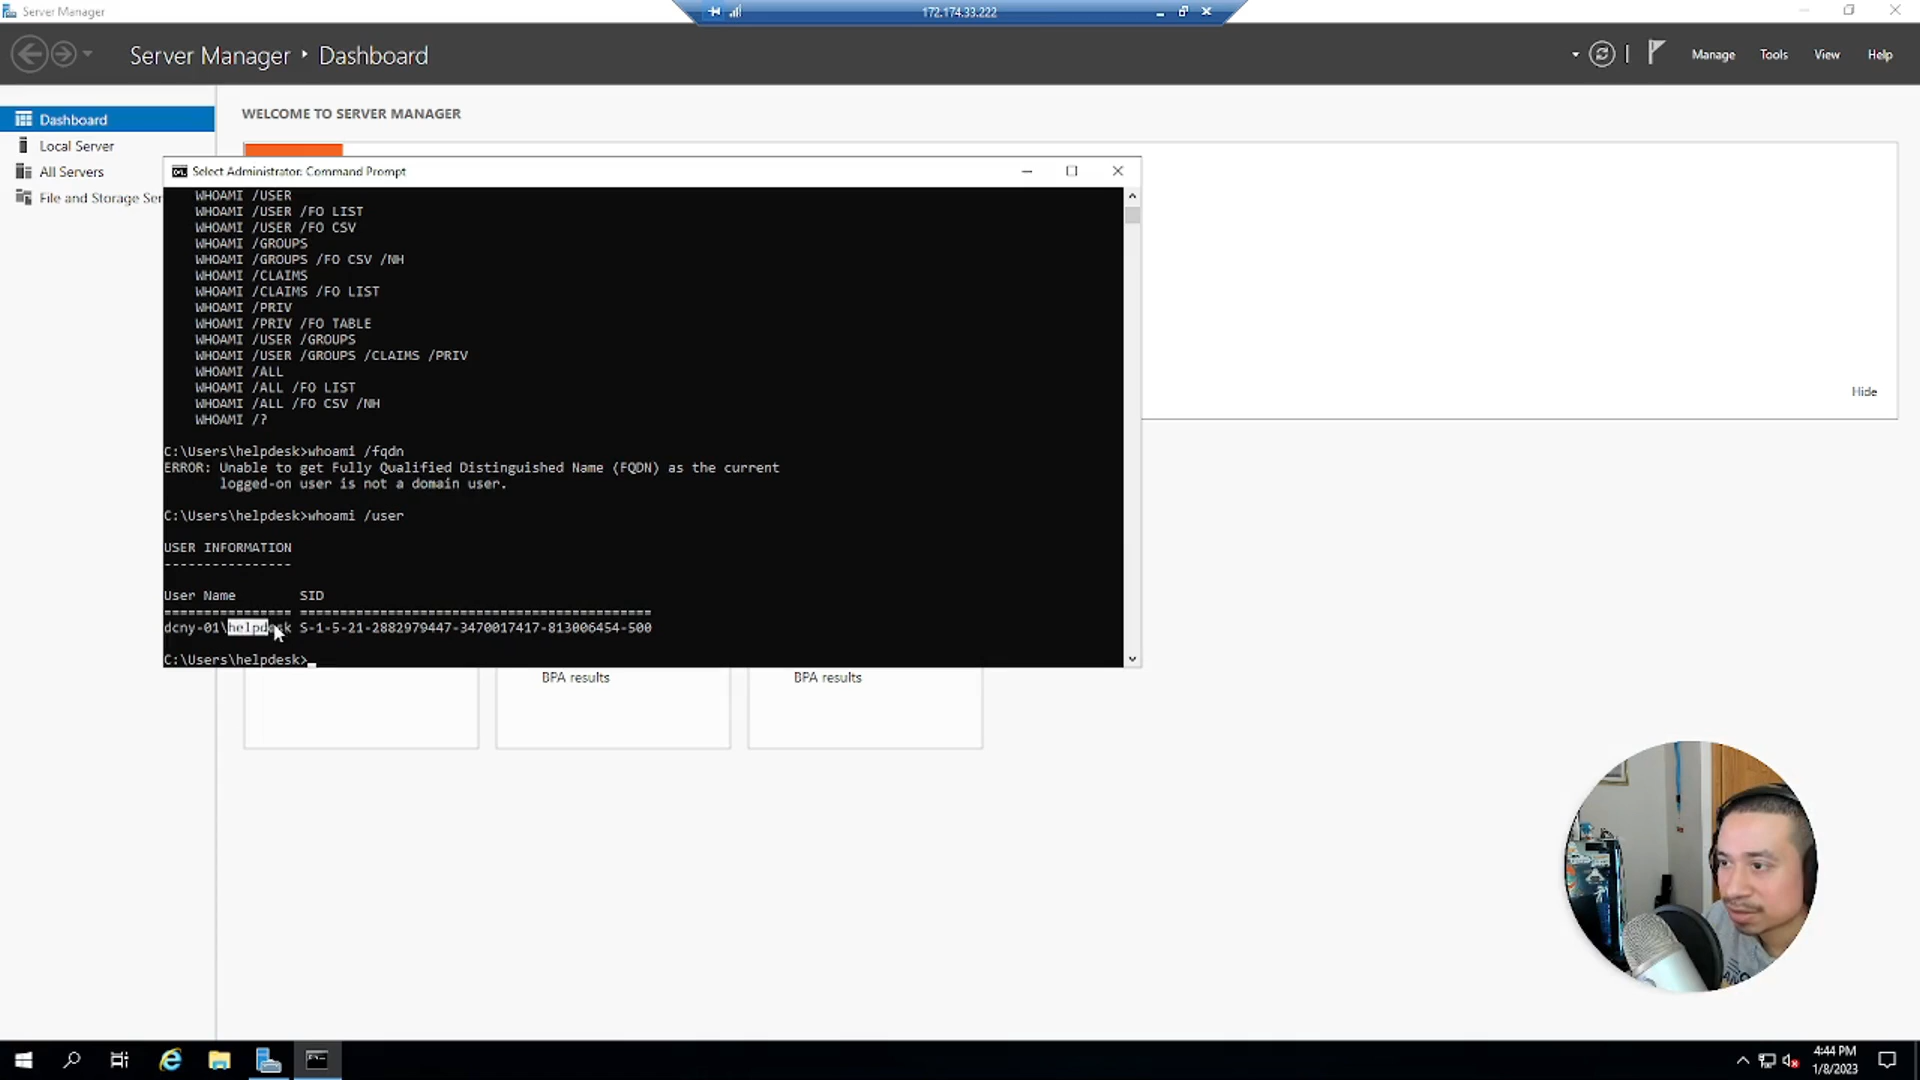 Server Manager
172.174.33.222
Server Manager ‣ Dashboard
Manage
Tools
View
Help
Dashboard
Local Server
All Servers
File and Storage Ser
WELCOME TO SERVER MANAGER
Select Administrator: Command Prompt
WHOAMI /USER
WHOAMI /USER /FO LIST
WHOAMI /USER /FO CSV
WHOAMI /GROUPS
WHOAMI /GROUPS /FO CSV /NH
WHOAMI /CLAIMS
WHOAMI /CLAIMS /FO LIST
WHOAMI /PRIV
WHOAMI /PRIV /FO TABLE
WHOAMI /USER /GROUPS
WHOAMI /USER /GROUPS /CLAIMS /PRIV
WHOAMI /ALL
WHOAMI /ALL /FO LIST
WHOAMI /ALL /FO CSV /NH
WHOAMI /?
C:\Users\helpdesk>whoami /fqdn
ERROR: Unable to get Fully Qualified Distinguished Name (FQDN) as the current
logged-on user is not a domain user.
C:\Users\helpdesk>whoami /user
USER INFORMATION
----------------
User Name SID
================ ============================================
dcny-01\helpdesk S-1-5-21-2882979447-3470017417-813006454-500
C:\Users\helpdesk>_
Hide
BPA results
BPA results
4:44 PM
1/8/2023